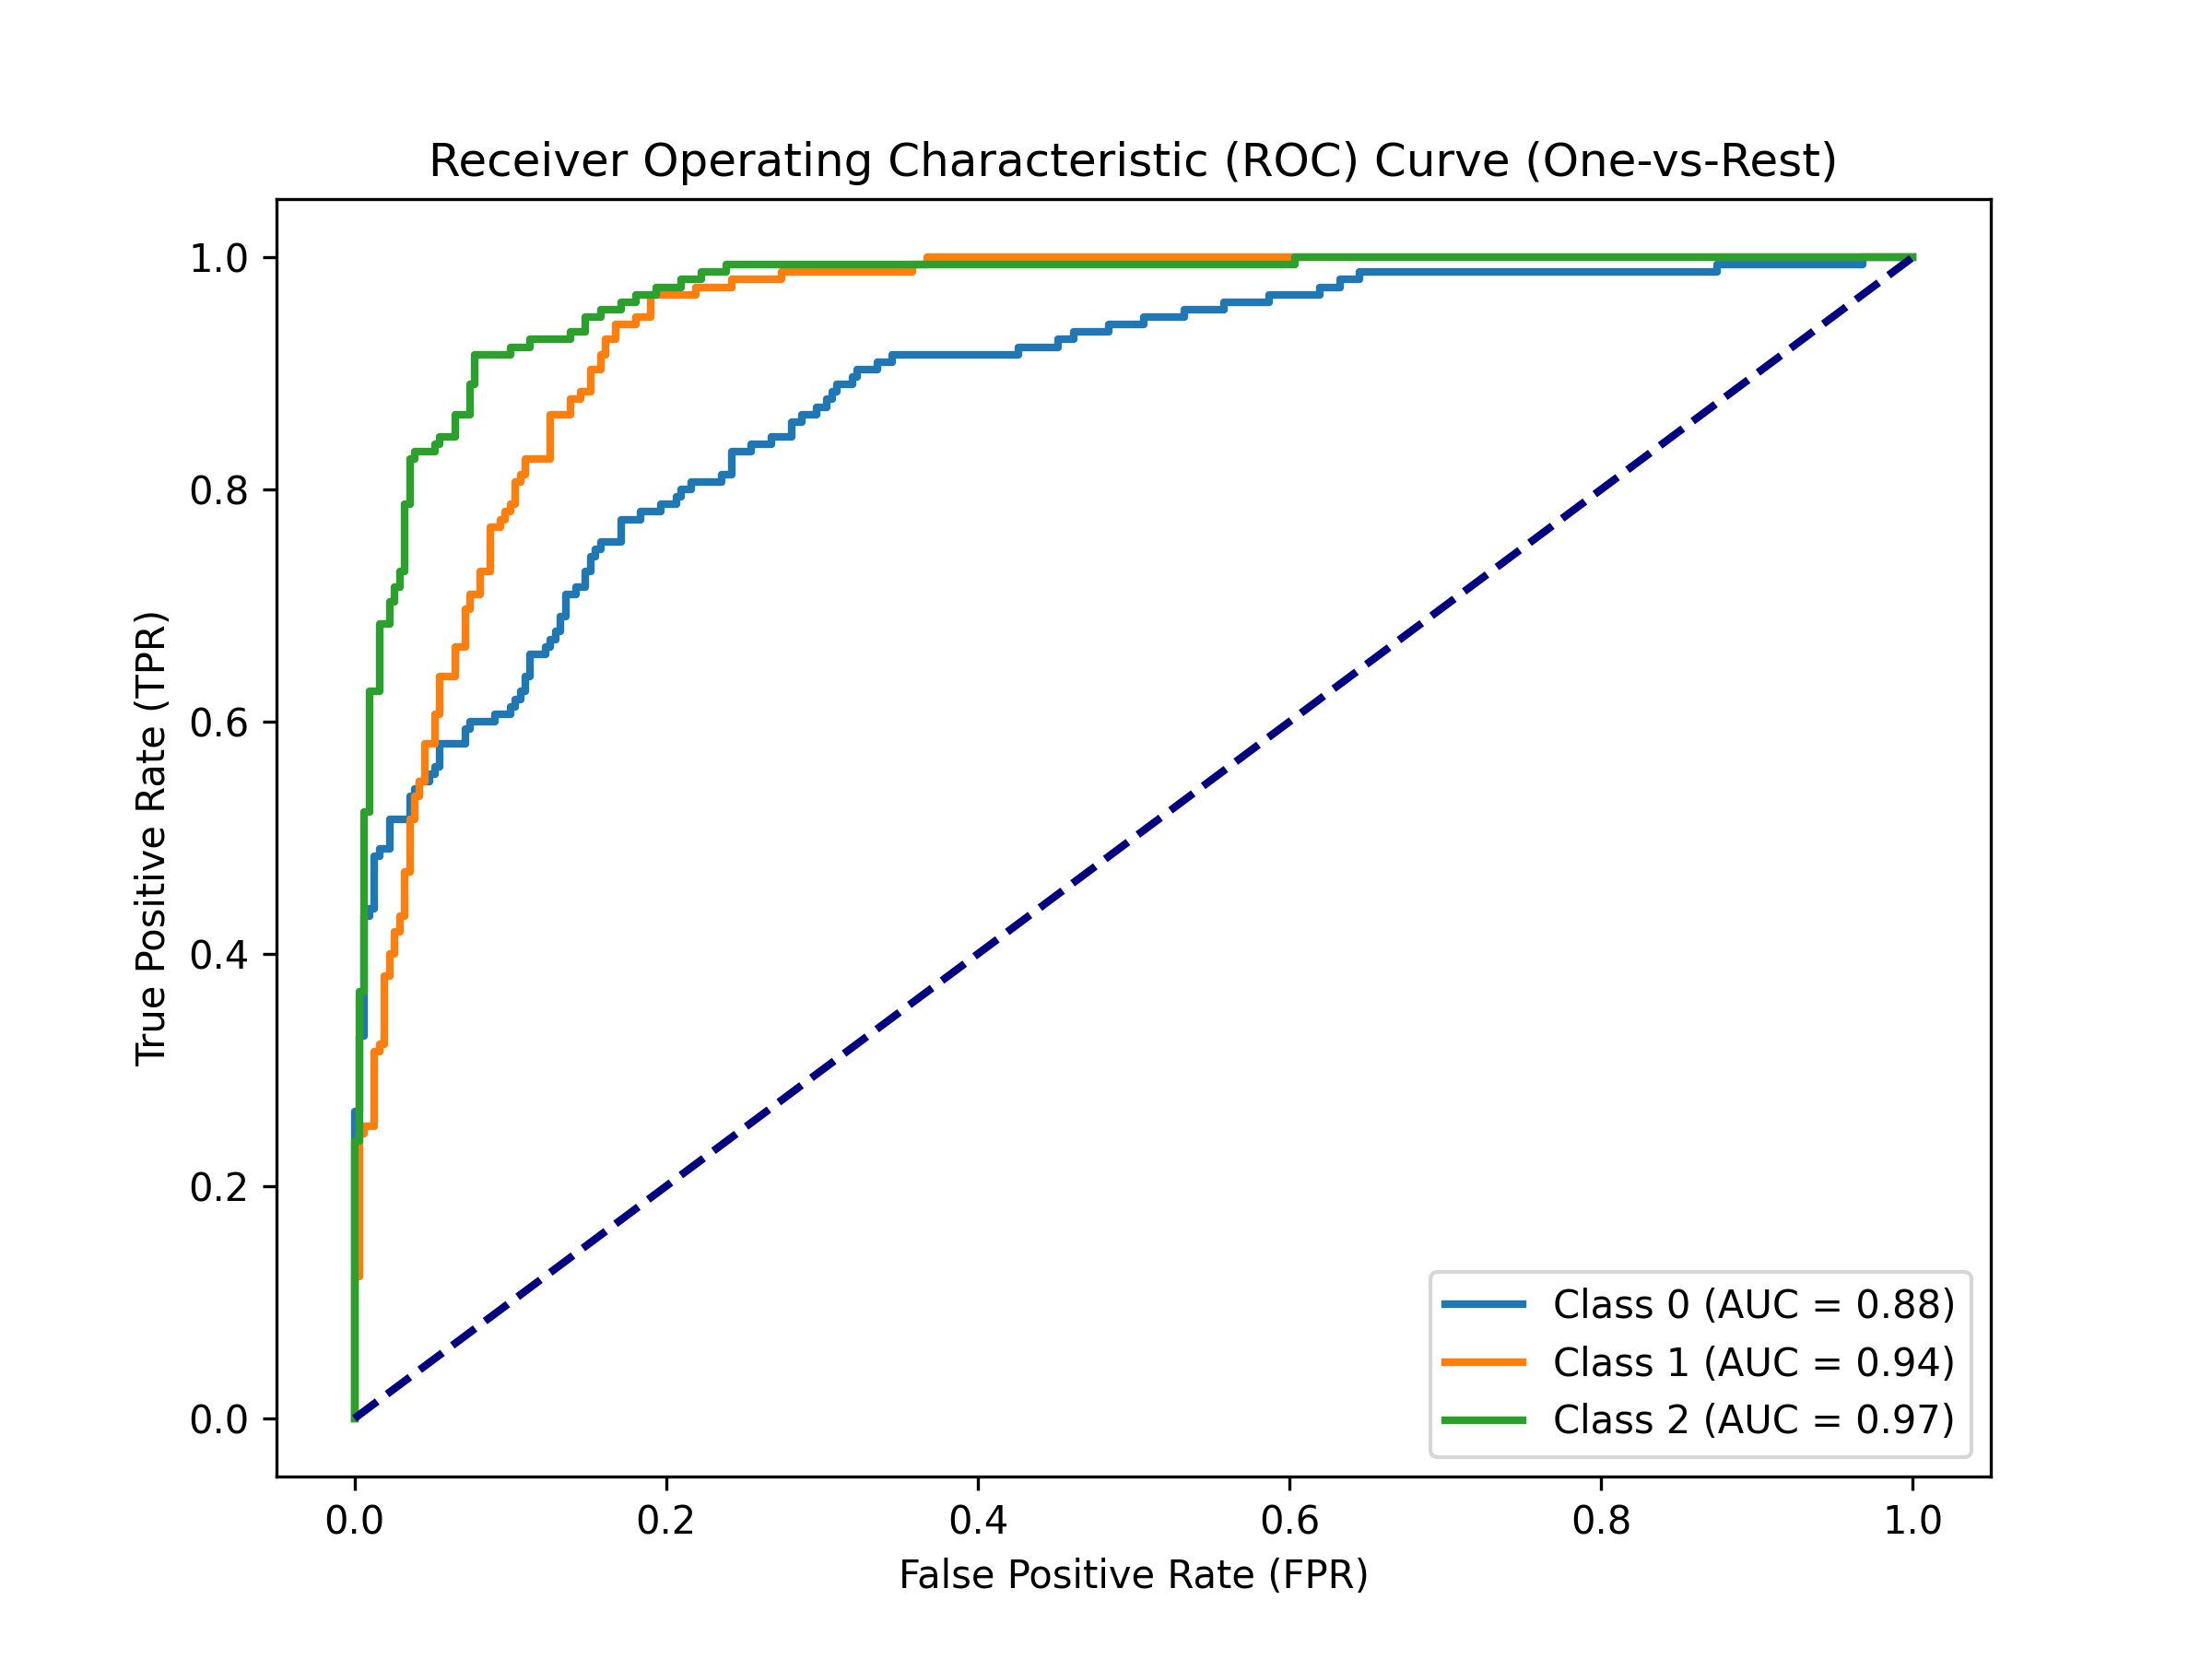 Receiver Operating Characteristic (ROC) Curve (One-vs-Rest)
True Positive Rate (TPR)
1.0
0.8
0.6
0.4
0.2
0.0
Class 0 (AUC = 0.88)
Class 1 (AUC = 0.94)
Class 2 (AUC = 0.97)
0.0 0.2 0.4 0.6 0.8 1.0
False Positive Rate (FPR)